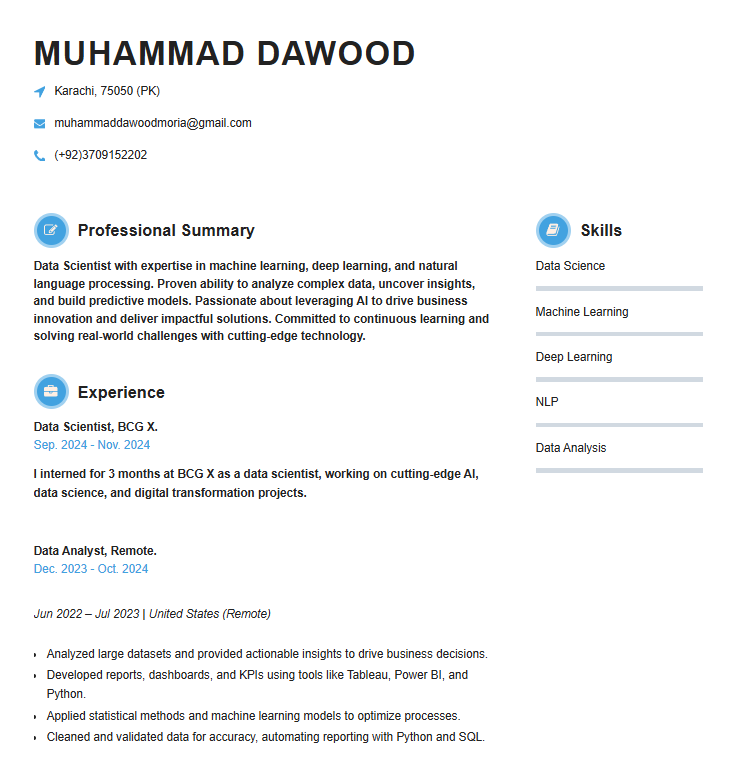 MUHAMMAD DAWOOD
Karachi, 75050 (PK)
muhammaddawoodmoria@gmail.com
(+92)3709152202
Professional Summary
Data Scientist with expertise in machine learning, deep learning, and natural
language processing. Proven ability to analyze complex data, uncover insights,
and build predictive models. Passionate about leveraging AI to drive business
innovation and deliver impactful solutions. Committed to continuous learning and
solving real-world challenges with cutting-edge technology.
Experience
Data Scientist, BCG X.
Sep. 2024 - Nov. 2024
I interned for 3 months at BCG X as a data scientist, working on cutting-edge AI,
data science, and digital transformation projects.
Data Analyst, Remote.
Dec. 2023 - Oct. 2024
Jun 2022 – Jul 2023 | United States (Remote)
• Analyzed large datasets and provided actionable insights to drive business decisions.
• Developed reports, dashboards, and KPIs using tools like Tableau, Power BI, and
Python.
• Applied statistical methods and machine learning models to optimize processes.
• Cleaned and validated data for accuracy, automating reporting with Python and SQL.
Skills
Data Science
Machine Learning
Deep Learning
NLP
Data Analysis